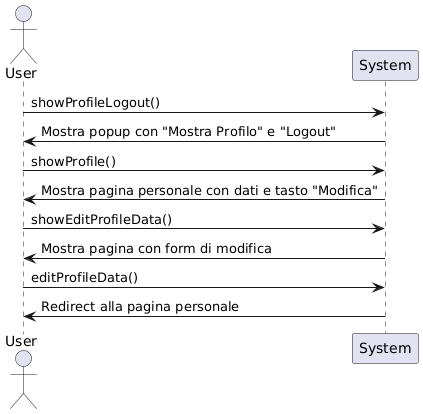 User
System
showProfileLogout()
Mostra popup con "Mostra Profilo" e "Logout"
showProfile()
Mostra pagina personale con dati e tasto "Modifica"
showEditProfileData()
Mostra pagina con form di modifica
editProfileData()
Redirect alla pagina personale
User
System